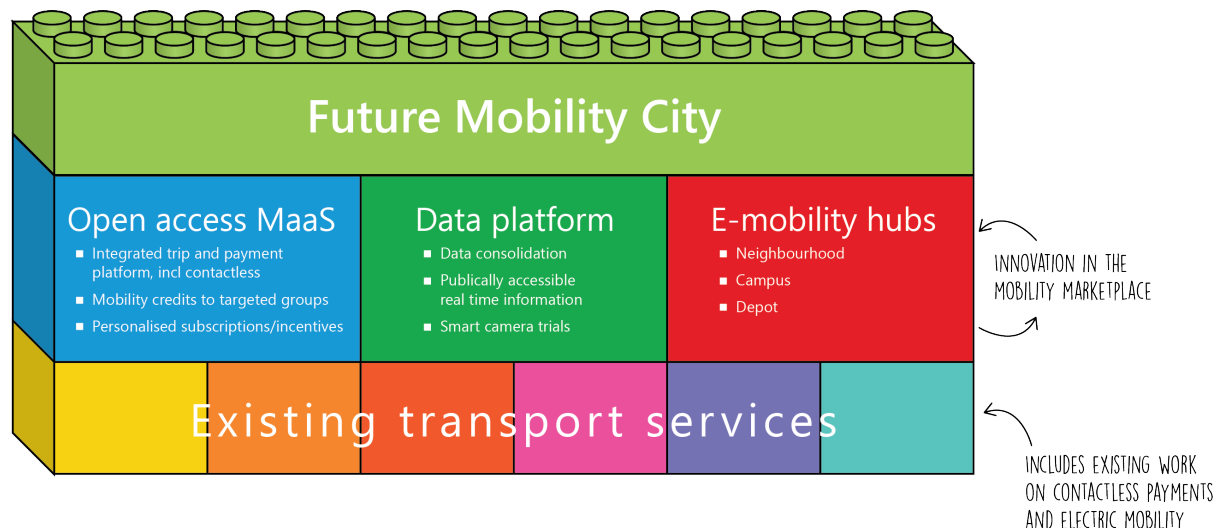 Future Mobility City
Open access MaaS
Integrated trip and payment
platform, incl contactless
Mobility credits to targeted groups
Personalised subscriptions/incentives
Data platform
Data consolidation
Publically accessible
real time information
Smart camera trials
E-mobility hubs
Neighbourhood
Campus
Depot
INNOVATION IN THE
MOBILITY MARKETPLACE
Existing transport services
INCLUDES EXISTING WORK
ON CONTACTLESS PAYMENTS
AND ELECTRIC MOBILITY